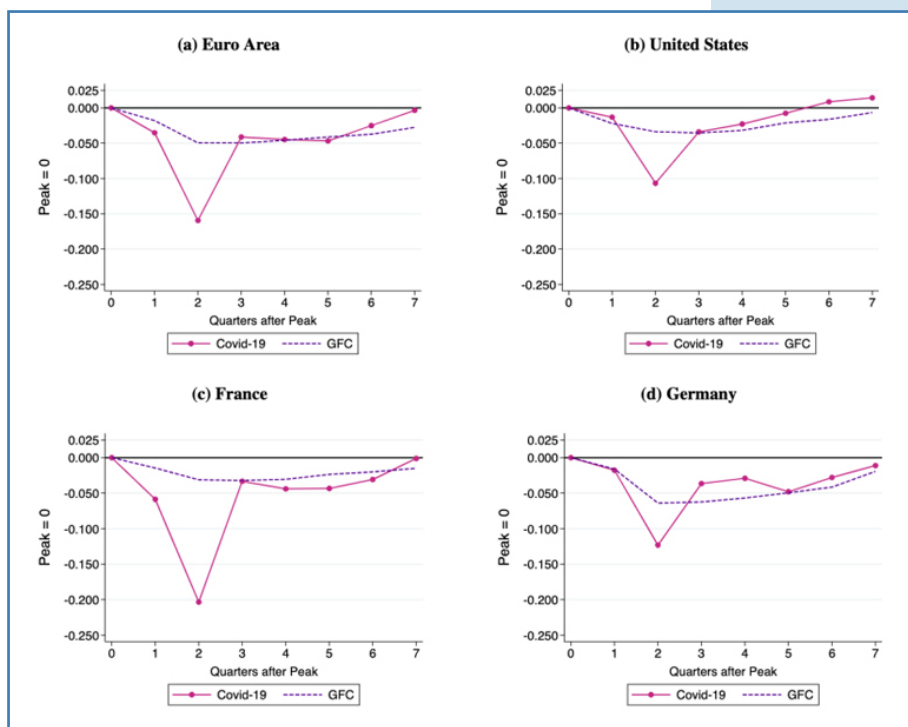 (a) Euro Area
0.025
0.000
-0.050
-0.100
-0.150
-0.200
-0.250
Peak = 0
0 1 2 3 4 5 6 7
Quarters after Peak
Covid-19 GFC
(b) United States
0.025
0.000
-0.050
-0.100
-0.150
-0.200
-0.250
Peak = 0
0 1 2 3 4 5 6 7
Quarters after Peak
Covid-19 GFC
(c) France
0.025
0.000
-0.050
-0.100
-0.150
-0.200
-0.250
Peak = 0
0 1 2 3 4 5 6 7
Quarters after Peak
Covid-19 GFC
(d) Germany
0.025
0.000
-0.050
-0.100
-0.150
-0.200
-0.250
Peak = 0
0 1 2 3 4 5 6 7
Quarters after Peak
Covid-19 GFC